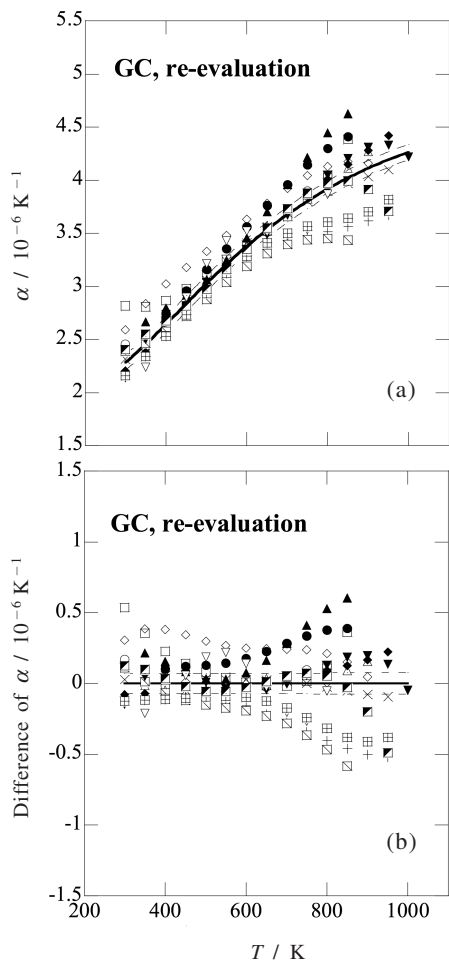 5.5
GC, re-evaluation
5
4.5
4
3.5
3
2.5
2
1.5
α / 10⁻⁶ K⁻¹
(a)
1.5
GC, re-evaluation
1
0.5
0
-0.5
-1
-1.5
Difference of α / 10⁻⁶ K⁻¹
(b)
200 400 600 800 1000
T / K